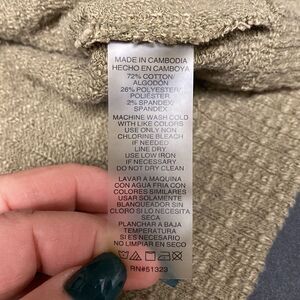 MADE IN CAMBODIA
HECHO EN CAMBOYA
72% COTTON/
ALGODÓN
26% POLYESTER/
POLIÉSTER
2% SPANDEX/
SPANDEX
MACHINE WASH COLD
WITH LIKE COLORS
USE ONLY NON
CHLORINE BLEACH
IF NEEDED
LINE DRY
USE LOW IRON
IF NECESSARY
DO NOT DRY CLEAN
LAVAR A MAQUINA
CON AGUA FRIA CON
COLORES SIMILARES
USAR SOLAMENTE
BLANQUEADOR SIN
CLORO SI LO NECESITA
SECA
PLANCHAR A BAJA
TEMPERATURA
SI ES NECESARIO
NO LIMPIAR EN SECO
RN#51323